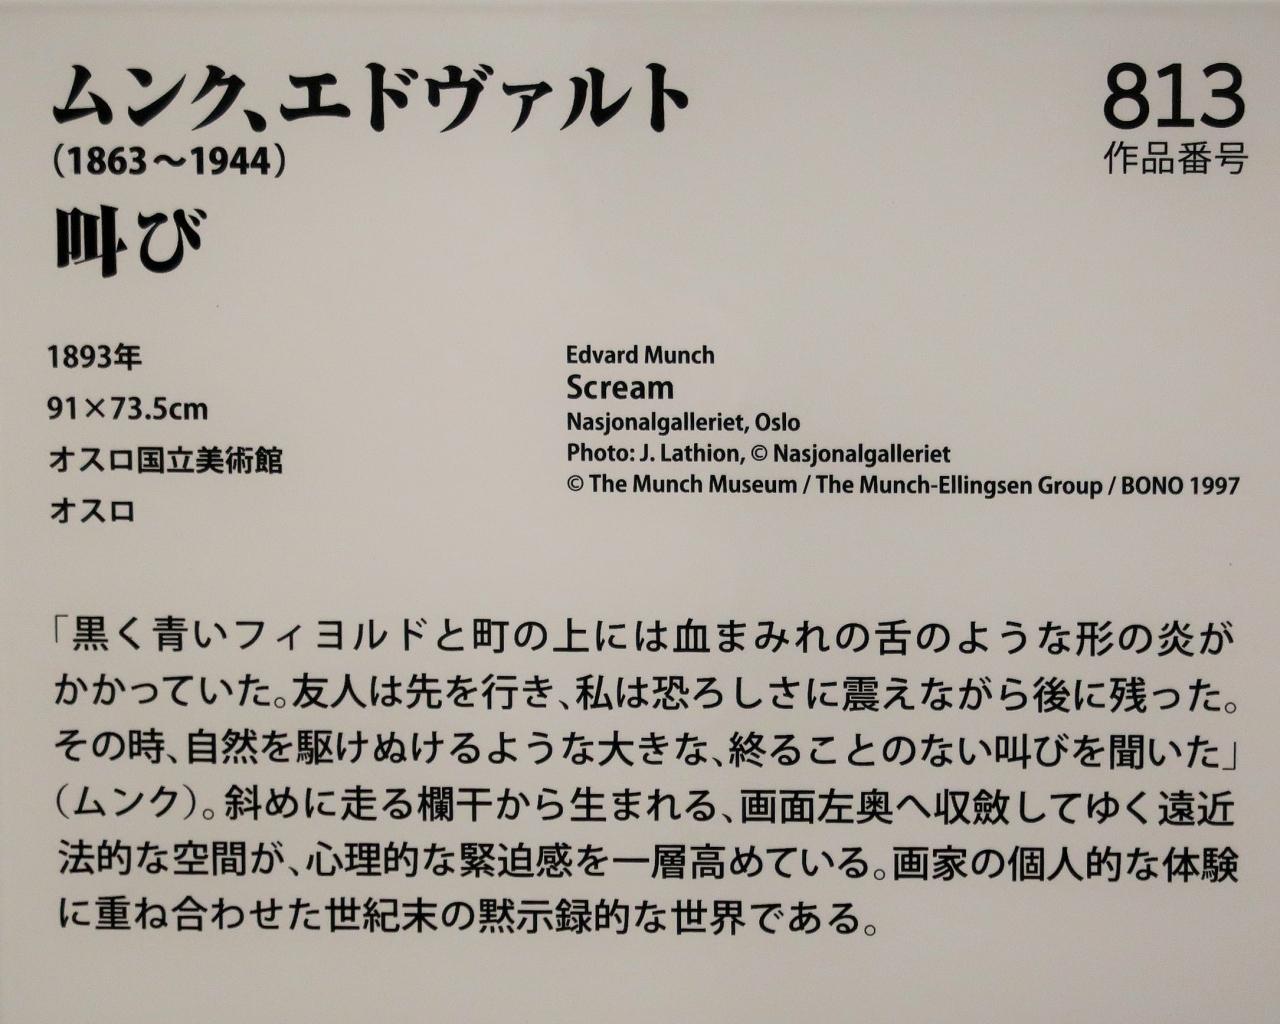 ムンク、エドヴァルト
(1863～1944)
叫び
813
作品番号
1893年
91×73.5cm
オスロ国立美術館
オスロ
Edvard Munch
Scream
Nasjonalgalleriet, Oslo
Photo: J. Lathion, © Nasjonalgalleriet
© The Munch Museum / The Munch-Ellingsen Group / BONO 1997
「黒く青いフィヨルドと町の上には血まみれの舌のような形の炎が
かかっていた。友人は先を行き、私は恐ろしさに震えながら後に残った。
その時、自然を駆けぬけるような大きな、終ることのない叫びを聞いた」
（ムンク）。斜めに走る欄干から生まれる、画面左奥へ収斂してゆく遠近
法的な空間が、心理的な緊迫感を一層高めている。画家の個人的な体験
に重ね合わせた世紀末の黙示録的な世界である。